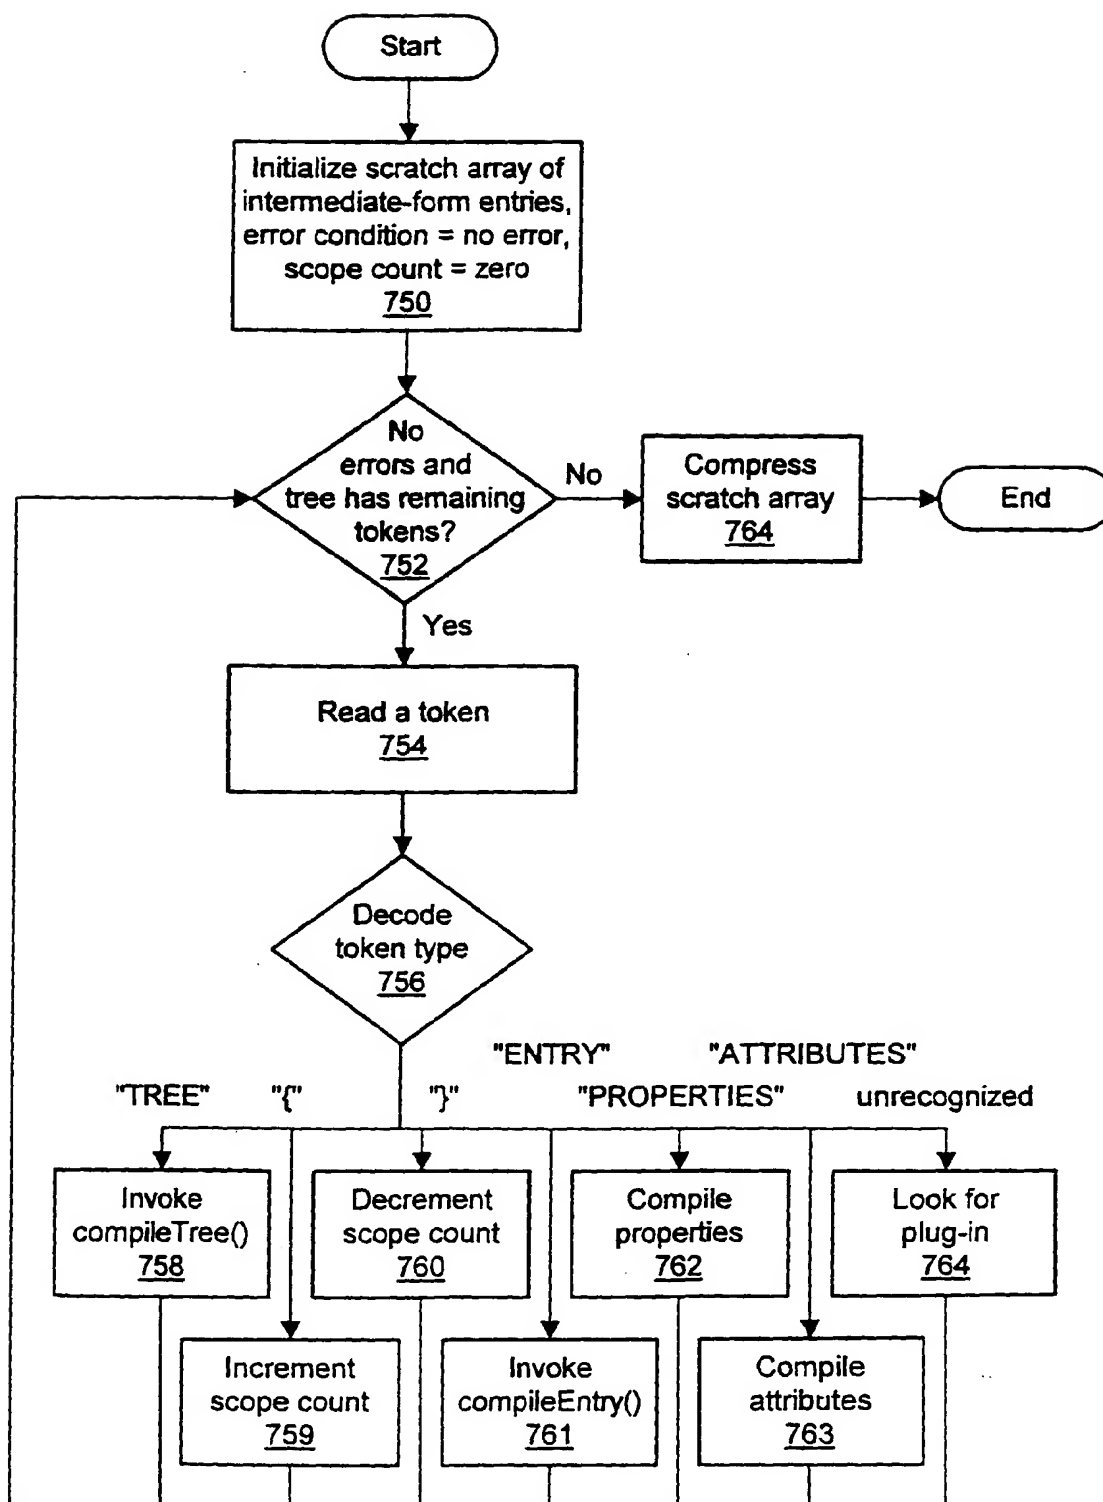 Start
Initialize scratch array of
intermediate-form entries,
error condition = no error,
scope count = zero
750
No
errors and
tree has remaining
tokens?
752
No
Compress
scratch array
764
End
Yes
Read a token
754
Decode
token type
756
"ENTRY" "ATTRIBUTES"
"TREE" "{" "}" "PROPERTIES" unrecognized
Invoke
compileTree()
758
Decrement
scope count
760
Compile
properties
762
Look for
plug-in
764
Increment
scope count
759
Invoke
compileEntry()
761
Compile
attributes
763